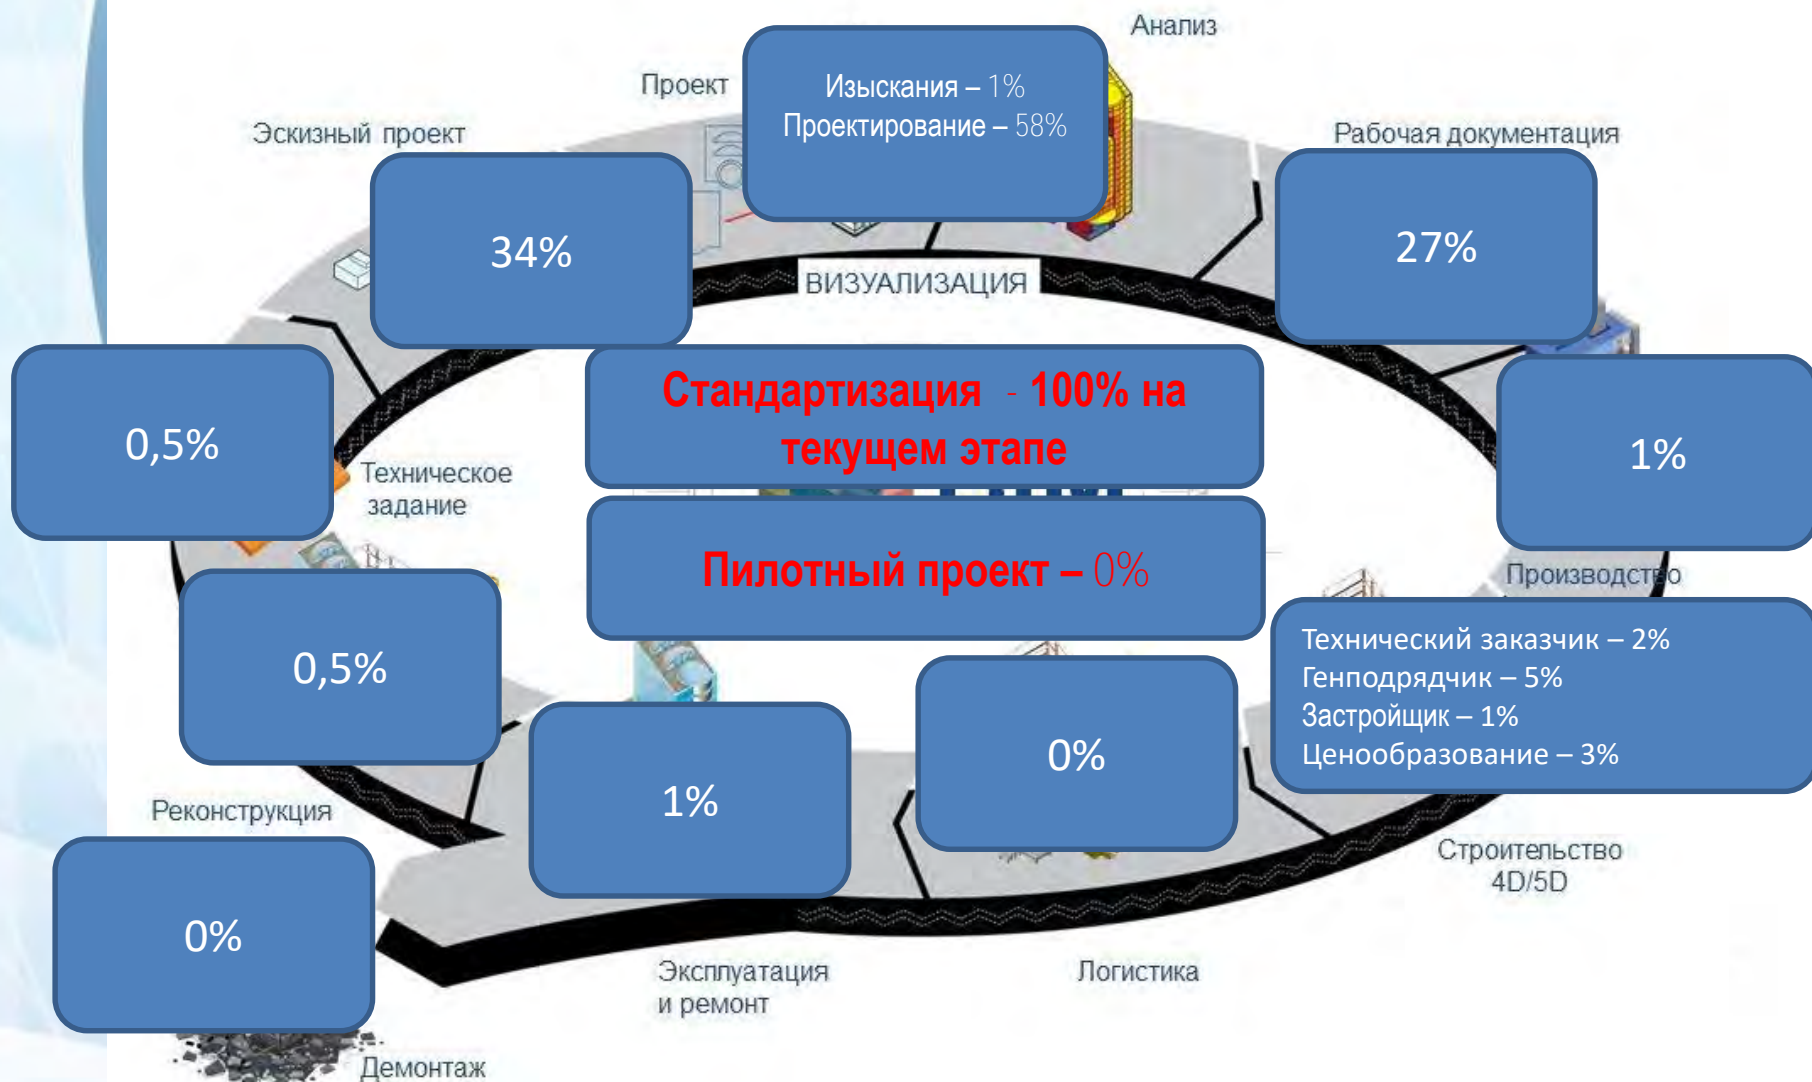 Анализ
Проект
Изыскания – 1%
Проектирование – 58%
Эскизный проект
Рабочая документация
34%
27%
ВИЗУАЛИЗАЦИЯ
Стандартизация - 100% на
текущем этапе
0,5%
1%
Техническое
задание
Пилотный проект – 0%
Производство
0,5%
Технический заказчик – 2%
Генподрядчик – 5%
Застройщик – 1%
Ценообразование – 3%
0%
1%
Реконструкция
Строительство
4D/5D
0%
Эксплуатация
и ремонт
Логистика
Демонтаж